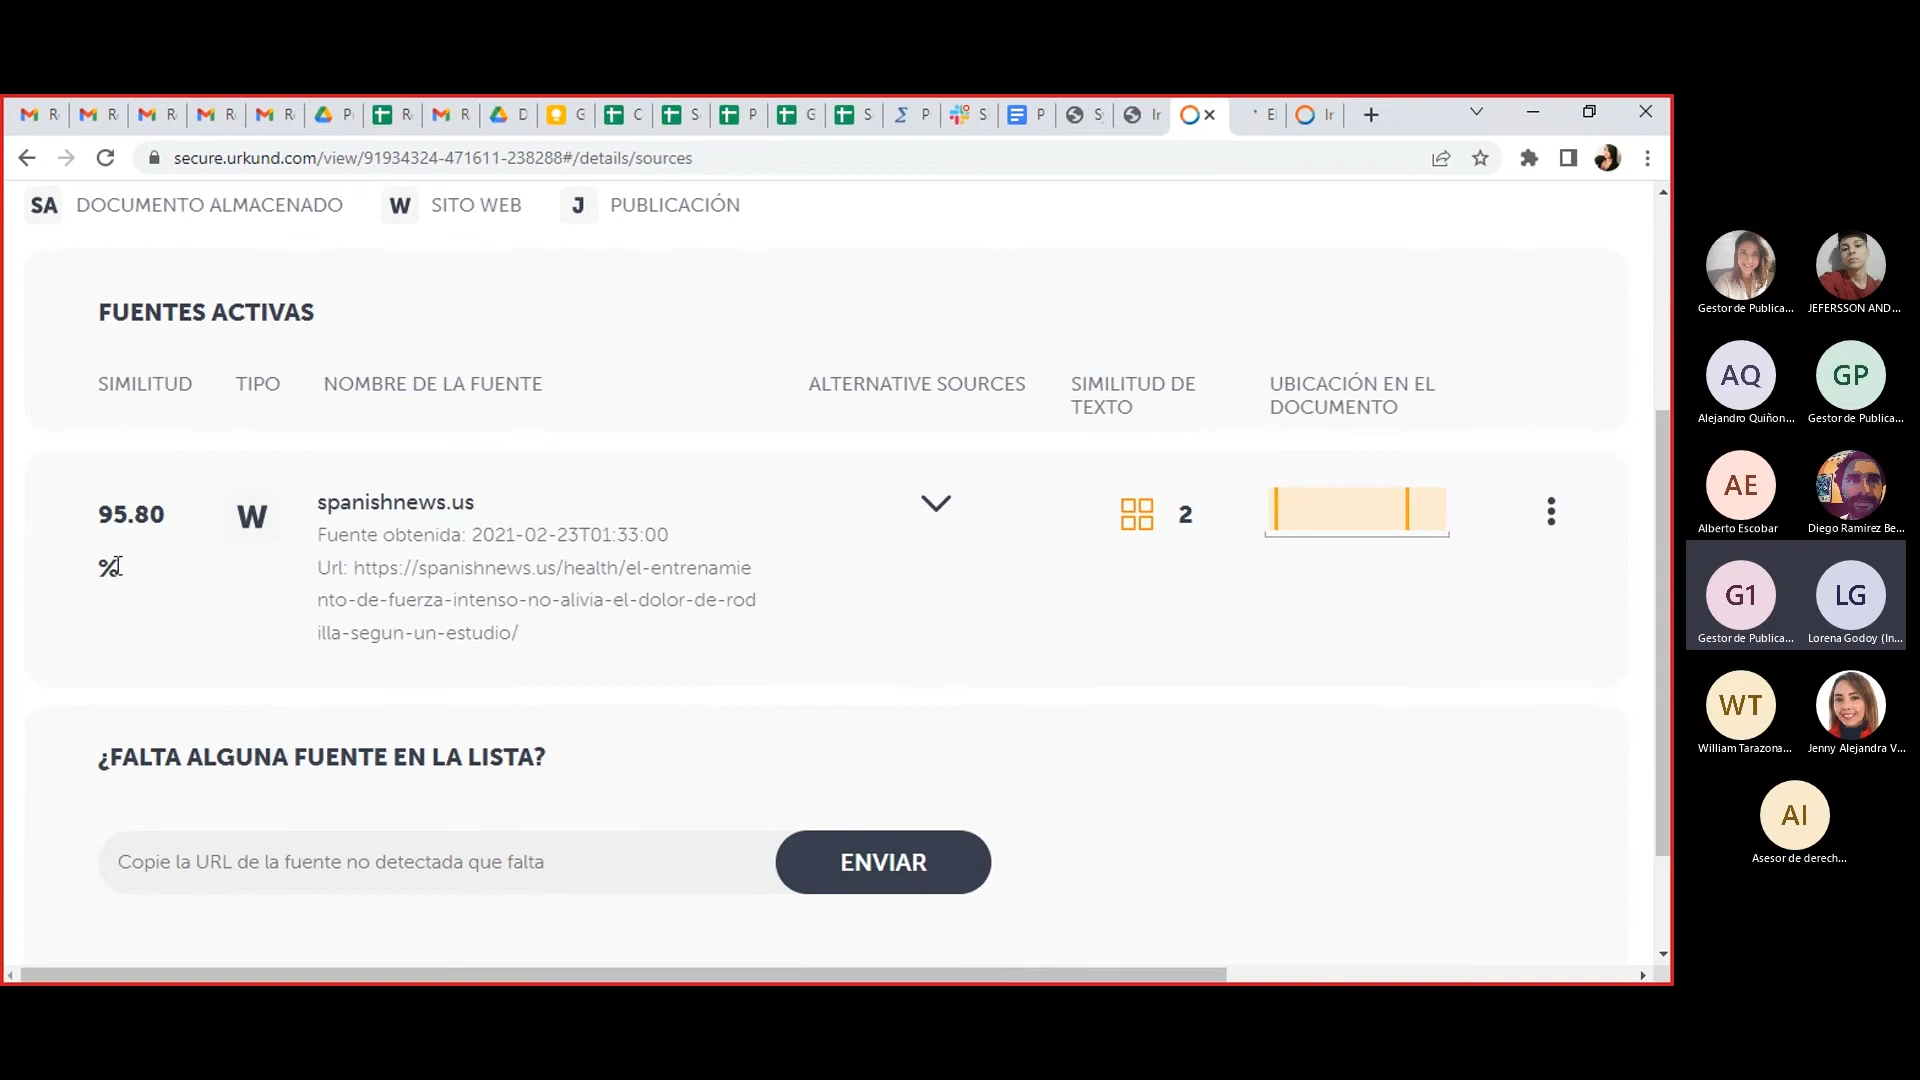 R
R
R
R
R
P
R
R
D
G
C
S
P
G
S
P
S
P
S
Ir
E
Ir
secure.urkund.com/view/91934324-471611-238288#/details/sources
SA DOCUMENTO ALMACENADO W SITO WEB J PUBLICACIÓN
FUENTES ACTIVAS
SIMILITUD TIPO NOMBRE DE LA FUENTE ALTERNATIVE SOURCES SIMILITUD DE TEXTO UBICACIÓN EN EL DOCUMENTO
95.80 %
W
spanishnews.us
Fuente obtenida: 2021-02-23T01:33:00
Url: https://spanishnews.us/health/el-entrenamie
nto-de-fuerza-intenso-no-alivia-el-dolor-de-rod
illa-segun-un-estudio/
2
¿FALTA ALGUNA FUENTE EN LA LISTA?
Copie la URL de la fuente no detectada que falta
ENVIAR
Gestor de Publica...
JEFERSSON AND...
AQ
Alejandro Quiñon...
GP
Gestor de Publica...
AE
Alberto Escobar
Diego Ramirez Be...
G1
Gestor de Publica...
LG
Lorena Godoy (In...
WT
William Tarazona...
Jenny Alejandra V...
AI
Asesor de derech...